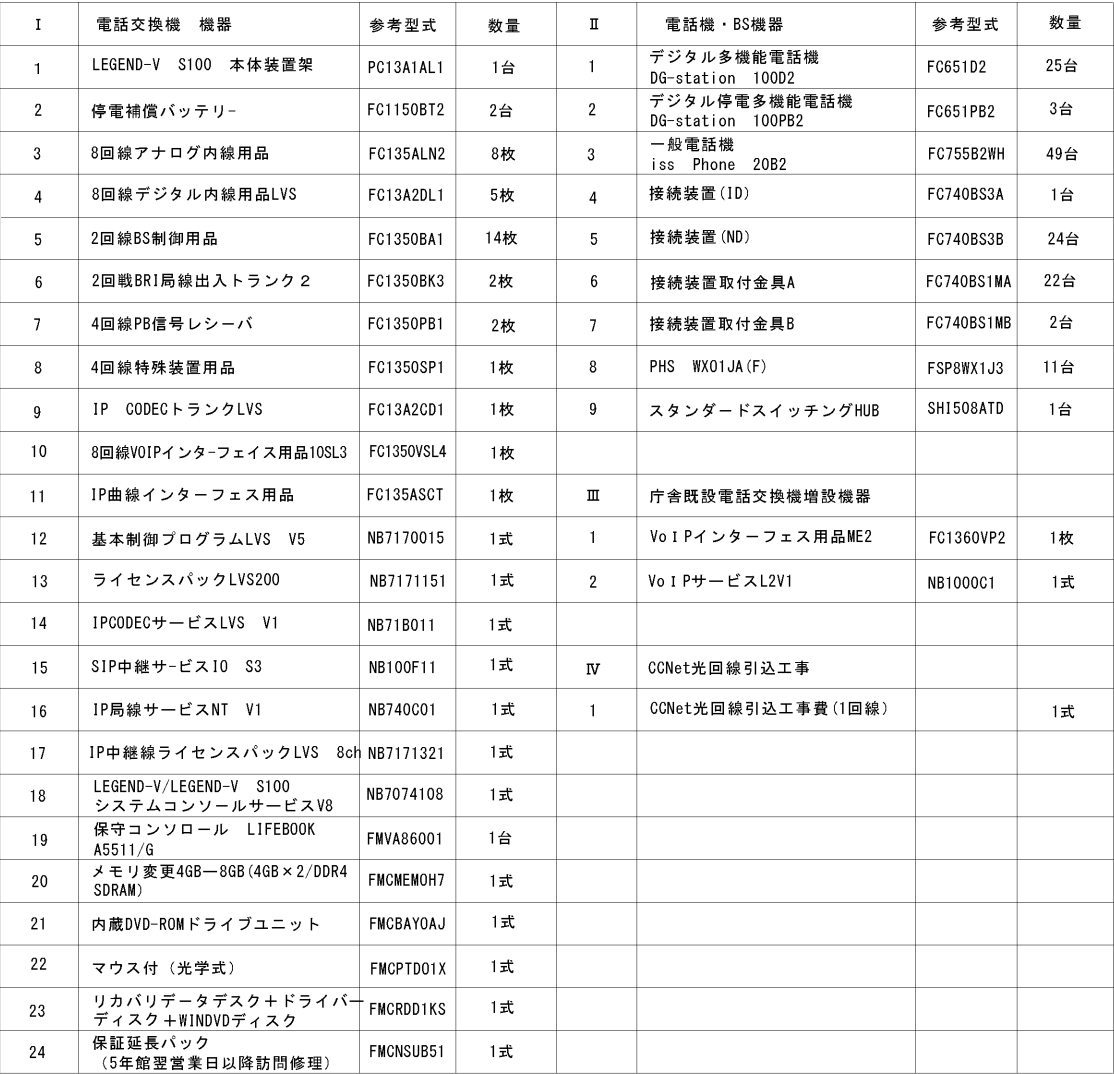 Ⅰ 電話交換機 機器 参考型式 数量 Ⅱ 電話機・BS機器 参考型式 数量
1 LEGEND-V S100 本体装置架 PC13A1AL1 1台 1 デジタル多機能電話機
DG-station 100D2 FC651D2 25台
2 停電補償バッテリ- FC1150BT2 2台 2 デジタル停電多機能電話機
DG-station 100PB2 FC651PB2 3台
3 8回線アナログ内線用品 FC135ALN2 8枚 3 一般電話機
iss Phone 20B2 FC755B2WH 49台
4 8回線デジタル内線用品LVS FC13A2DL1 5枚 4 接続装置(ID) FC740BS3A 1台
5 2回線BS制御用品 FC1350BA1 14枚 5 接続装置(ND) FC740BS3B 24台
6 2回戦BRI局線出入トランク2 FC1350BK3 2枚 6 接続装置取付金具A FC740BS1MA 22台
7 4回線PB信号レシーバ FC1350PB1 2枚 7 接続装置取付金具B FC740BS1MB 2台
8 4回線特殊装置用品 FC1350SP1 1枚 8 PHS WX01JA(F) FSP8WX1J3 11台
9 IP CODECトランクLVS FC13A2CD1 1枚 9 スタンダードスイッチングHUB SHI508ATD 1台
10 8回線VOIPインタ-フェイス用品10SL3 FC1350VSL4 1枚
11 IP曲線インターフェス用品 FC135ASCT 1枚 Ⅲ 庁舎既設電話交換機増設機器
12 基本制御プログラムLVS V5 NB7170015 1式 1 VoIPインターフェス用品ME2 FC1360VP2 1枚
13 ライセンスパックLVS200 NB7171151 1式 2 VoIPサービスL2V1 NB1000C1 1式
14 IPCODECサービスLVS V1 NB71B011 1式
15 SIP中継サ-ビスIO S3 NB100F11 1式 Ⅳ CCNet光回線引込工事
16 IP局線サービスNT V1 NB740C01 1式 1 CCNet光回線引込工事費(1回線) 1式
17 IP中継線ライセンスパックLVS 8ch NB7171321 1式
18 LEGEND-V/LEGEND-V S100
システムコンソールサービスV8 NB7074108 1式
19 保守コンソロール LIFEBOOK
A5511/G FMVA86001 1台
20 メモリ変更4GB―8GB(4GB×2/DDR4
SDRAM) FMCMEMOH7 1式
21 内蔵DVD-ROMドライブユニット FMCBAYOAJ 1式
22 マウス付（光学式） FMCPTD01X 1式
23 リカバリデータデスク＋ドライバー
ディスク＋WINDVDディスク FMCRDD1KS 1式
24 保証延長パック
（5年館翌営業日以降訪問修理） FMCNSUB51 1式